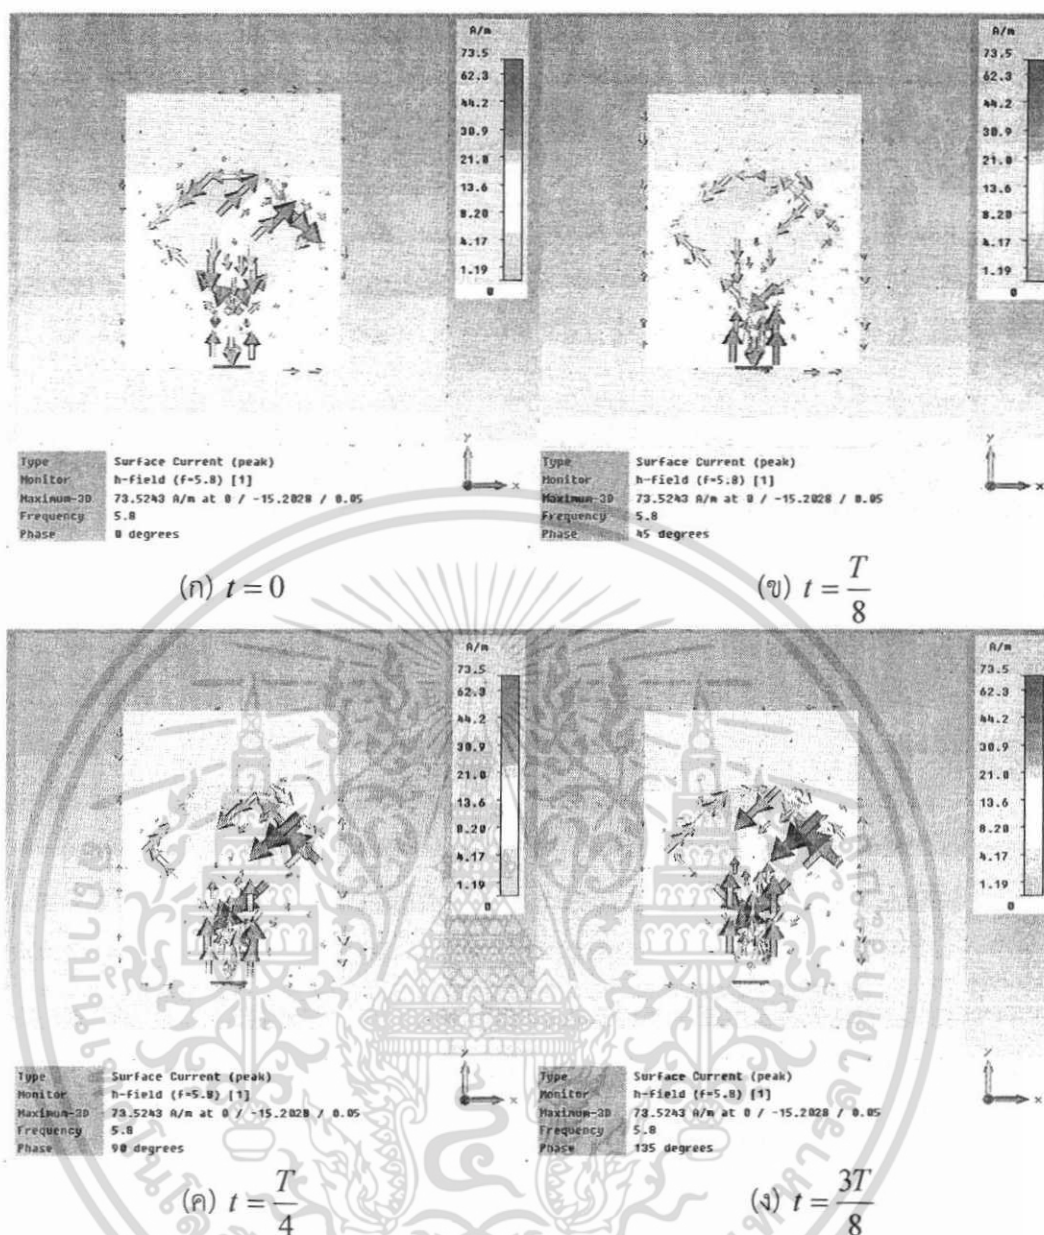 A/m
73.5
62.3
44.2
30.9
21.0
13.6
8.20
4.17
1.19
0
Type Surface Current (peak)
Monitor h-field (f=5.8) [1]
Maximum-3D 73.5243 A/m at 0 / -15.2028 / 0.05
Frequency 5.8
Phase 0 degrees
y
x
(ก) t = 0
A/m
73.5
62.3
44.2
30.9
21.0
13.6
8.20
4.17
1.19
0
Type Surface Current (peak)
Monitor h-field (f=5.8) [1]
Maximum-3D 73.5243 A/m at 0 / -15.2028 / 0.05
Frequency 5.8
Phase 45 degrees
y
x
(ข) t = T/8
A/m
73.5
62.3
44.2
30.9
21.0
13.6
8.20
4.17
1.19
0
Type Surface Current (peak)
Monitor h-field (f=5.8) [1]
Maximum-3D 73.5243 A/m at 0 / -15.2028 / 0.05
Frequency 5.8
Phase 90 degrees
y
x
(ค) t = T/4
A/m
73.5
62.3
44.2
30.9
21.0
13.6
8.20
4.17
1.19
0
Type Surface Current (peak)
Monitor h-field (f=5.8) [1]
Maximum-3D 73.5243 A/m at 0 / -15.2028 / 0.05
Frequency 5.8
Phase 135 degrees
y
x
(ง) t = 3T/8